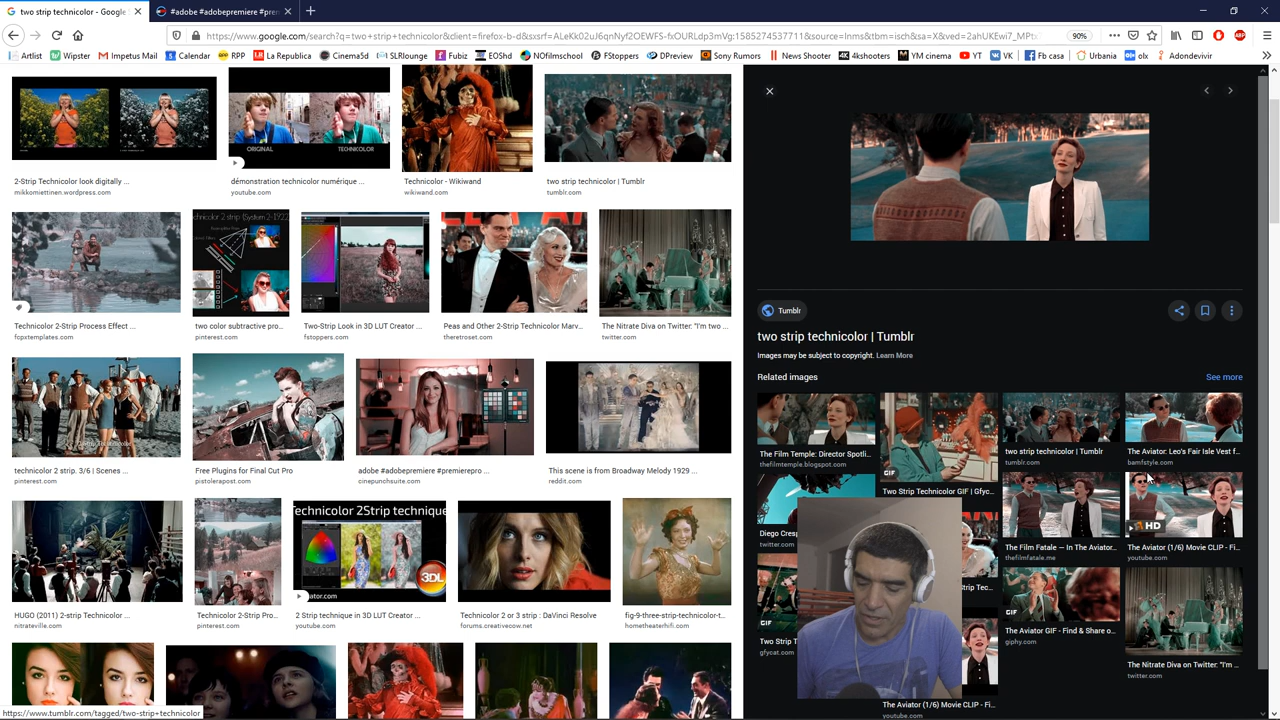 two strip technicolor - Google S
#adobe #adobepremiere #prem
https://www.google.com/search?q=two+strip+technicolor&client=firefox-b-d&sxsrf=ALeKk02uJ6qnNyf2OEWFS-fxOURLdp3mVg:1585274537711&source=lnms&tbm=isch&sa=X&ved=2ahUKEwi7_MPt
90%
Artlist
Wipster
Impetus Mail
Calendar
RPP
La Republica
Cinema5d
SLRlounge
Fubiz
EOShd
NOfilmschool
FStoppers
DPreview
Sony Rumors
News Shooter
4kshooters
YM cinema
YT
VK
Fb casa
Urbania
olx
Adondevivir
ORIGINAL
TECHNICOLOR
2-Strip Technicolor look digitally ...
mikkomiettinen.wordpress.com
démonstration technicolor numérique ...
youtube.com
Technicolor - Wikiwand
wikiwand.com
two strip technicolor | Tumblr
tumblr.com
Technicolor 2-Strip Process Effect ...
fcpxtemplates.com
two color subtractive pro...
pinterest.com
Two-Strip Look in 3D LUT Creator ...
fstoppers.com
Peas and Other 2-Strip Technicolor Marv...
theretroset.com
The Nitrate Diva on Twitter: "I'm two ...
twitter.com
technicolor 2 strip. 3/6 | Scenes ...
pinterest.com
Free Plugins for Final Cut Pro
pistolerapost.com
adobe #adobepremiere #premierepro ...
cinepunchsuite.com
This scene is from Broadway Melody 1929 ...
reddit.com
Technicolor 2Strip technique
3DL
HUGO (2011) 2-strip Technicolor ...
nitrateville.com
Technicolor 2-Strip Pro...
pinterest.com
2 Strip technique in 3D LUT Creator ...
youtube.com
Technicolor 2 or 3 strip : DaVinci Resolve
forums.creativecow.net
fig-9-three-strip-technicolor-t...
hometheaterhifi.com
https://www.tumblr.com/tagged/two-strip+technicolor
Tumblr
two strip technicolor | Tumblr
Images may be subject to copyright. Learn More
Related images
See more
The Film Temple: Director Spotli...
thefilmtemple.blogspot.com
GIF
Two Strip Technicolor GIF | Gfyc...
two strip technicolor | Tumblr
tumblr.com
The Aviator: Leo's Fair Isle Vest f...
bamfstyle.com
Diego Cresp
twitter.com
The Film Fatale — In The Aviator...
thefilmfatale.me
HD
The Aviator (1/6) Movie CLIP - Fi...
youtube.com
GIF
Two Strip T
gfycat.com
GIF
The Aviator GIF - Find & Share o...
giphy.com
The Nitrate Diva on Twitter: "I'm ...
twitter.com
The Aviator (1/6) Movie CLIP - Fi...
youtube.com